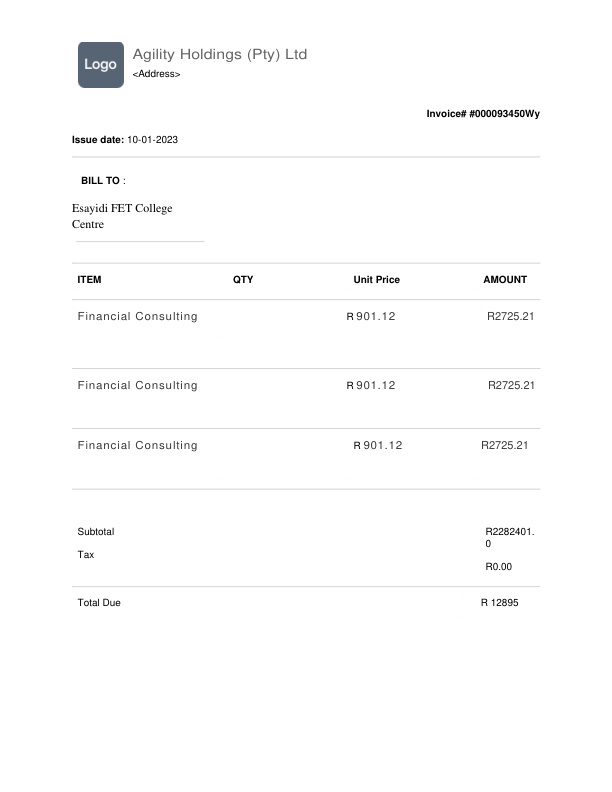 Logo
Agility Holdings (Pty) Ltd
<Address>
Invoice# #000093450Wy
Issue date: 10-01-2023
BILL TO :
Esayidi FET College
Centre
ITEM QTY Unit Price AMOUNT
Financial Consulting R 901.12 R2725.21
Financial Consulting R 901.12 R2725.21
Financial Consulting R 901.12 R2725.21
Subtotal R2282401.
0
Tax
R0.00
Total Due R 12895